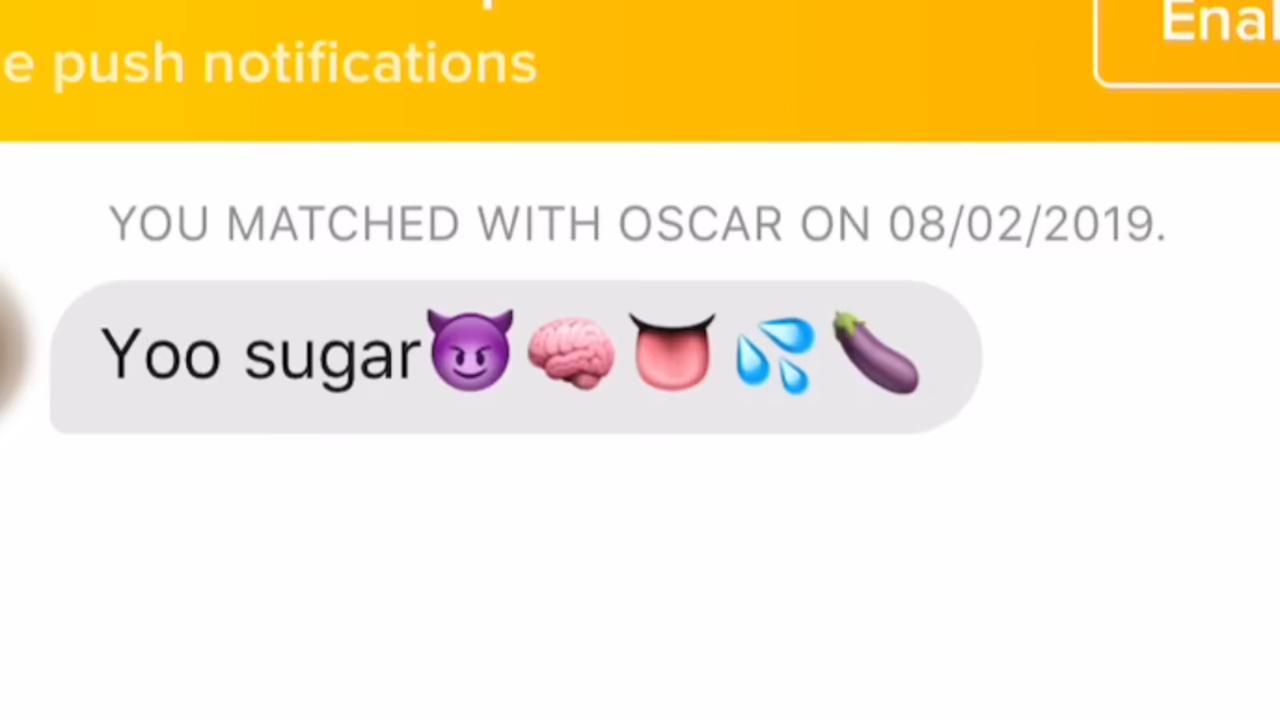 e push notifications
Enal
YOU MATCHED WITH OSCAR ON 08/02/2019.
Yoo sugar😈🧠👅💦🍆